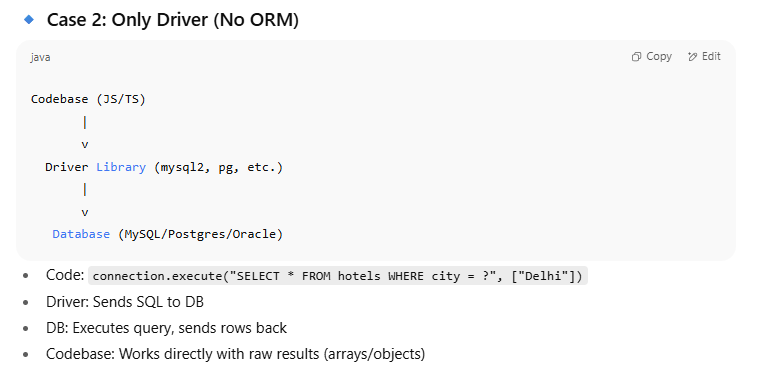 Case 2: Only Driver (No ORM)
java
Copy Edit
Codebase (JS/TS)
|
v
Driver Library (mysql2, pg, etc.)
|
v
Database (MySQL/Postgres/Oracle)
• Code: connection.execute("SELECT * FROM hotels WHERE city = ?", ["Delhi"])
• Driver: Sends SQL to DB
• DB: Executes query, sends rows back
• Codebase: Works directly with raw results (arrays/objects)